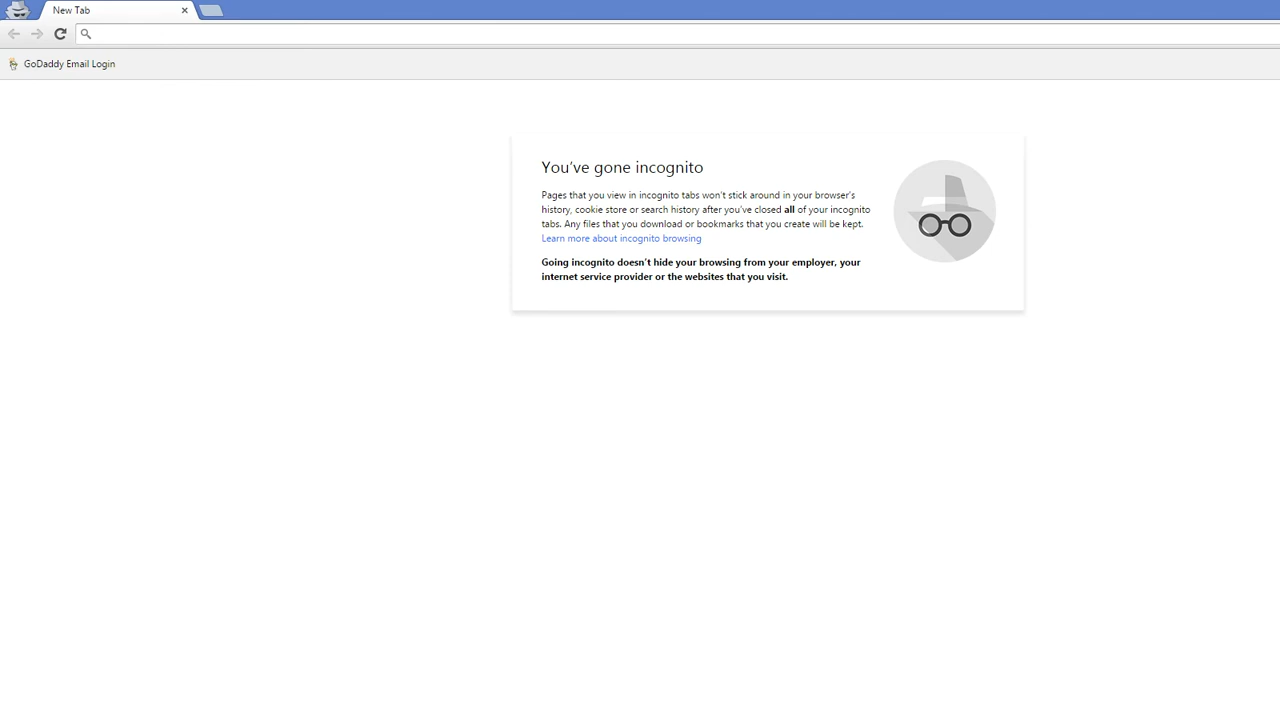 New Tab
GoDaddy Email Login
You've gone incognito
Pages that you view in incognito tabs won't stick around in your browser's
history, cookie store or search history after you've closed all of your incognito
tabs. Any files that you download or bookmarks that you create will be kept.
Learn more about incognito browsing
Going incognito doesn't hide your browsing from your employer, your
internet service provider or the websites that you visit.